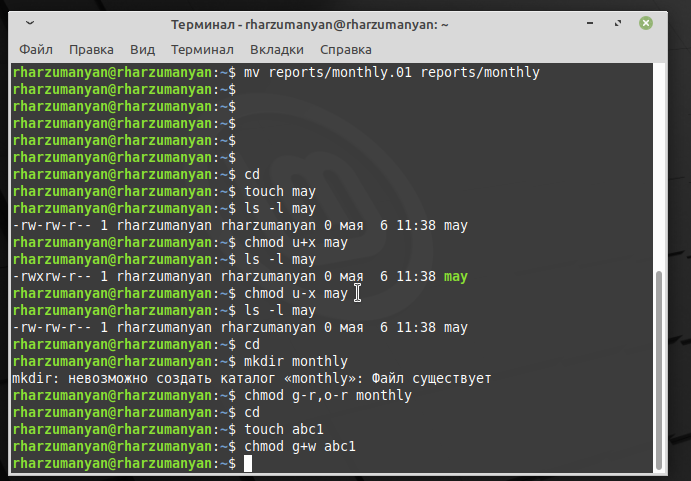 Терминал - rharzumanyan@rharzumanyan: ~
Файл Правка Вид Терминал Вкладки Справка
rharzumanyan@rharzumanyan:~$ mv reports/monthly.01 reports/monthly
rharzumanyan@rharzumanyan:~$
rharzumanyan@rharzumanyan:~$
rharzumanyan@rharzumanyan:~$
rharzumanyan@rharzumanyan:~$
rharzumanyan@rharzumanyan:~$
rharzumanyan@rharzumanyan:~$ cd
rharzumanyan@rharzumanyan:~$ touch may
rharzumanyan@rharzumanyan:~$ ls -l may
-rw-rw-r-- 1 rharzumanyan rharzumanyan 0 мая  6 11:38 may
rharzumanyan@rharzumanyan:~$ chmod u+x may
rharzumanyan@rharzumanyan:~$ ls -l may
-rwxrw-r-- 1 rharzumanyan rharzumanyan 0 мая  6 11:38 may
rharzumanyan@rharzumanyan:~$ chmod u-x may
rharzumanyan@rharzumanyan:~$ ls -l may
-rw-rw-r-- 1 rharzumanyan rharzumanyan 0 мая  6 11:38 may
rharzumanyan@rharzumanyan:~$ cd
rharzumanyan@rharzumanyan:~$ mkdir monthly
mkdir: невозможно создать каталог «monthly»: Файл существует
rharzumanyan@rharzumanyan:~$ chmod g-r,o-r monthly
rharzumanyan@rharzumanyan:~$ cd
rharzumanyan@rharzumanyan:~$ touch abc1
rharzumanyan@rharzumanyan:~$ chmod g+w abc1
rharzumanyan@rharzumanyan:~$